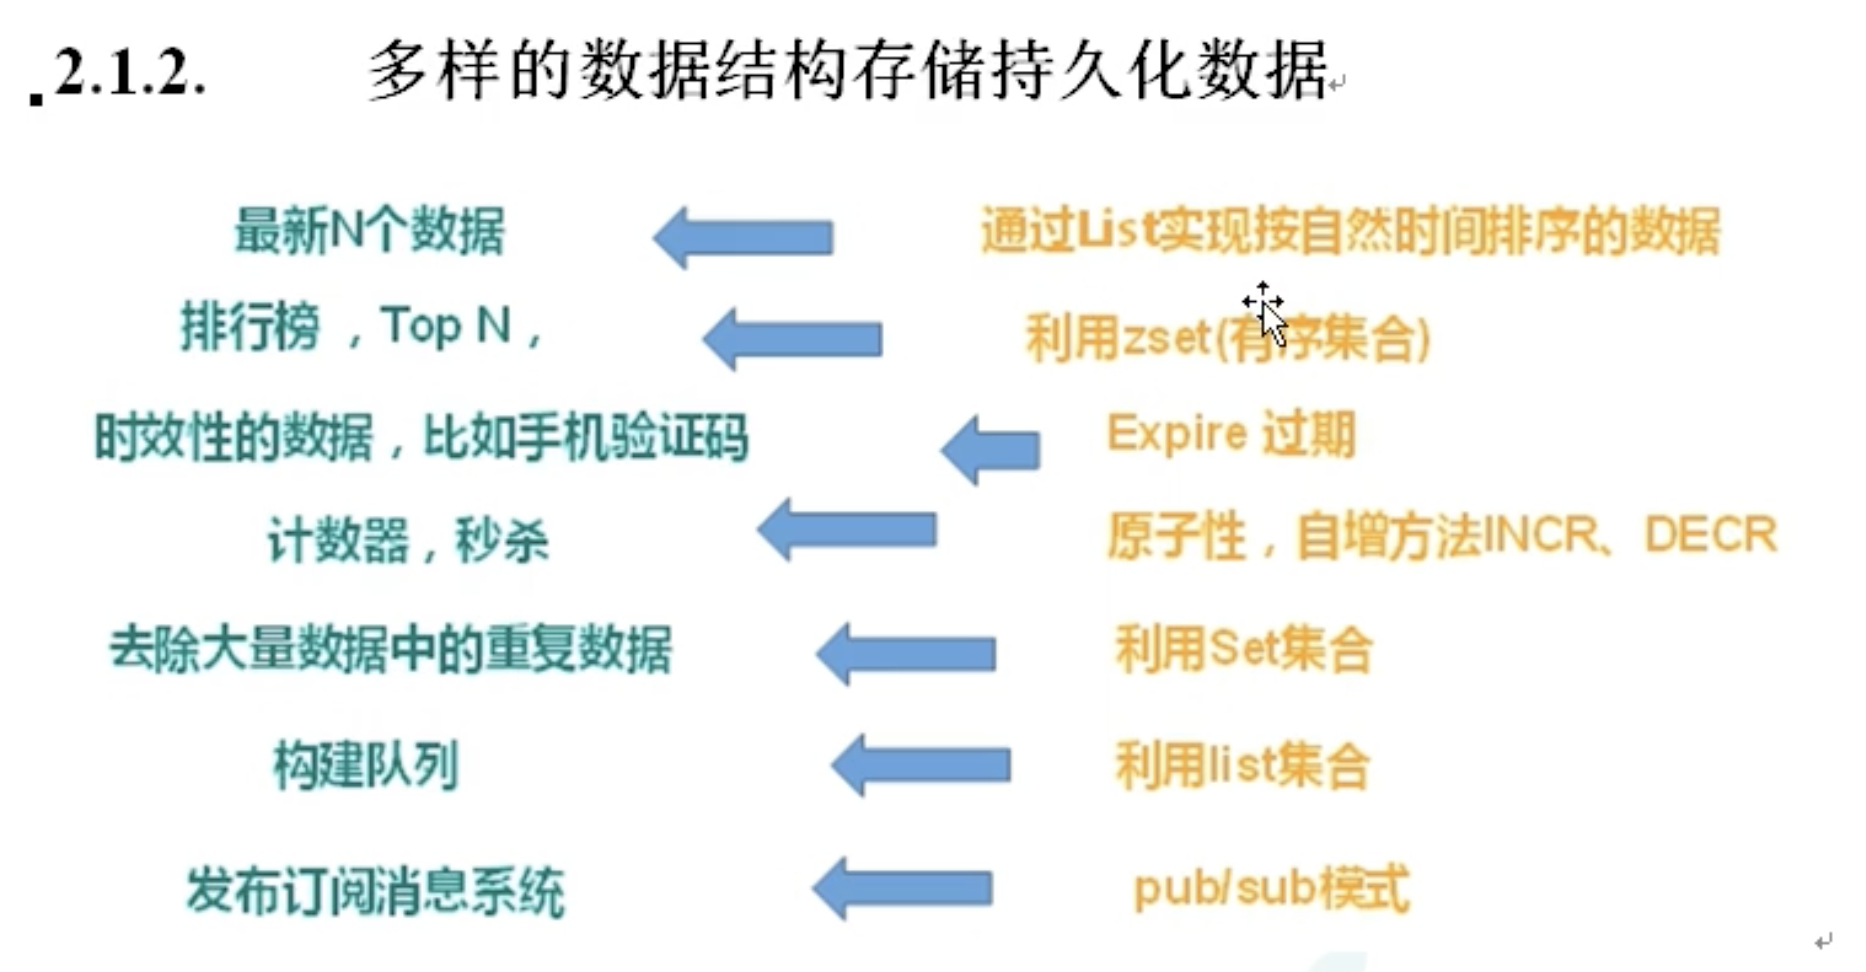 2.1.2. 多样的数据结构存储持久化数据
最新N个数据 通过List实现按自然时间排序的数据
排行榜，Top N， 利用zset(有序集合)
时效性的数据，比如手机验证码 Expire 过期
计数器，秒杀 原子性，自增方法INCR、DECR
去除大量数据中的重复数据 利用Set集合
构建队列 利用list集合
发布订阅消息系统 pub/sub模式